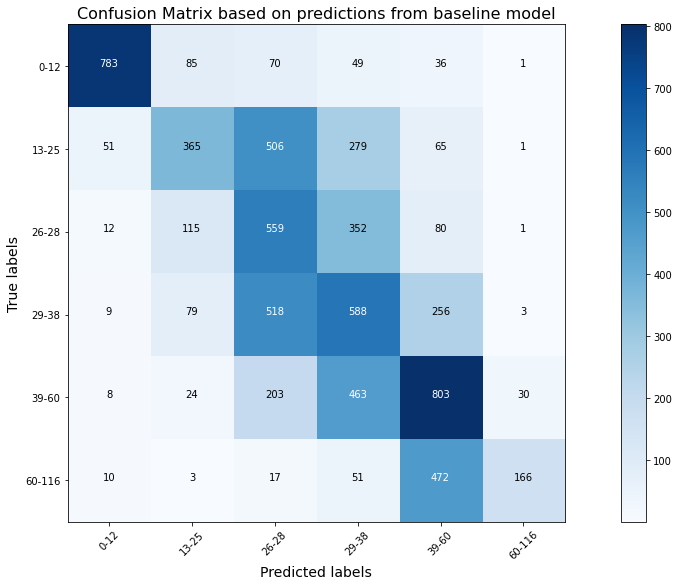 Confusion Matrix based on predictions from baseline model
0-12 783 85 70 49 36 1
13-25 51 365 506 279 65 1
26-28 12 115 559 352 80 1
29-38 9 79 518 588 256 3
39-60 8 24 203 463 803 30
60-116 10 3 17 51 472 166
0-12 13-25 26-28 29-38 39-60 60-116
Predicted labels
True labels
800
700
600
500
400
300
200
100